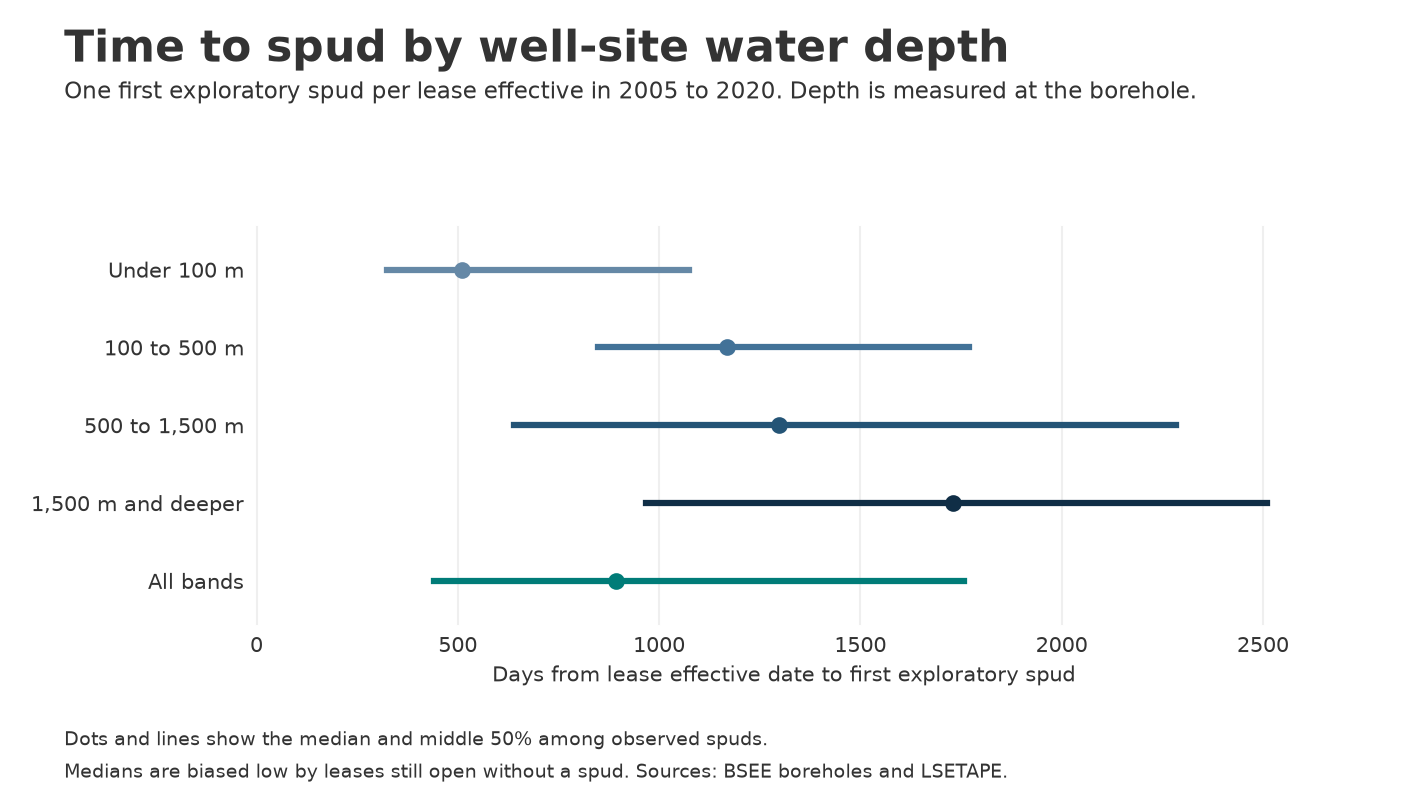 Time to spud by well-site water depth
One first exploratory spud per lease effective in 2005 to 2020. Depth is measured at the borehole.
Under 100 m
100 to 500 m
500 to 1,500 m
1,500 m and deeper
All bands
0 500 1000 1500 2000 2500
Days from lease effective date to first exploratory spud
Dots and lines show the median and middle 50% among observed spuds.
Medians are biased low by leases still open without a spud. Sources: BSEE boreholes and LSETAPE.